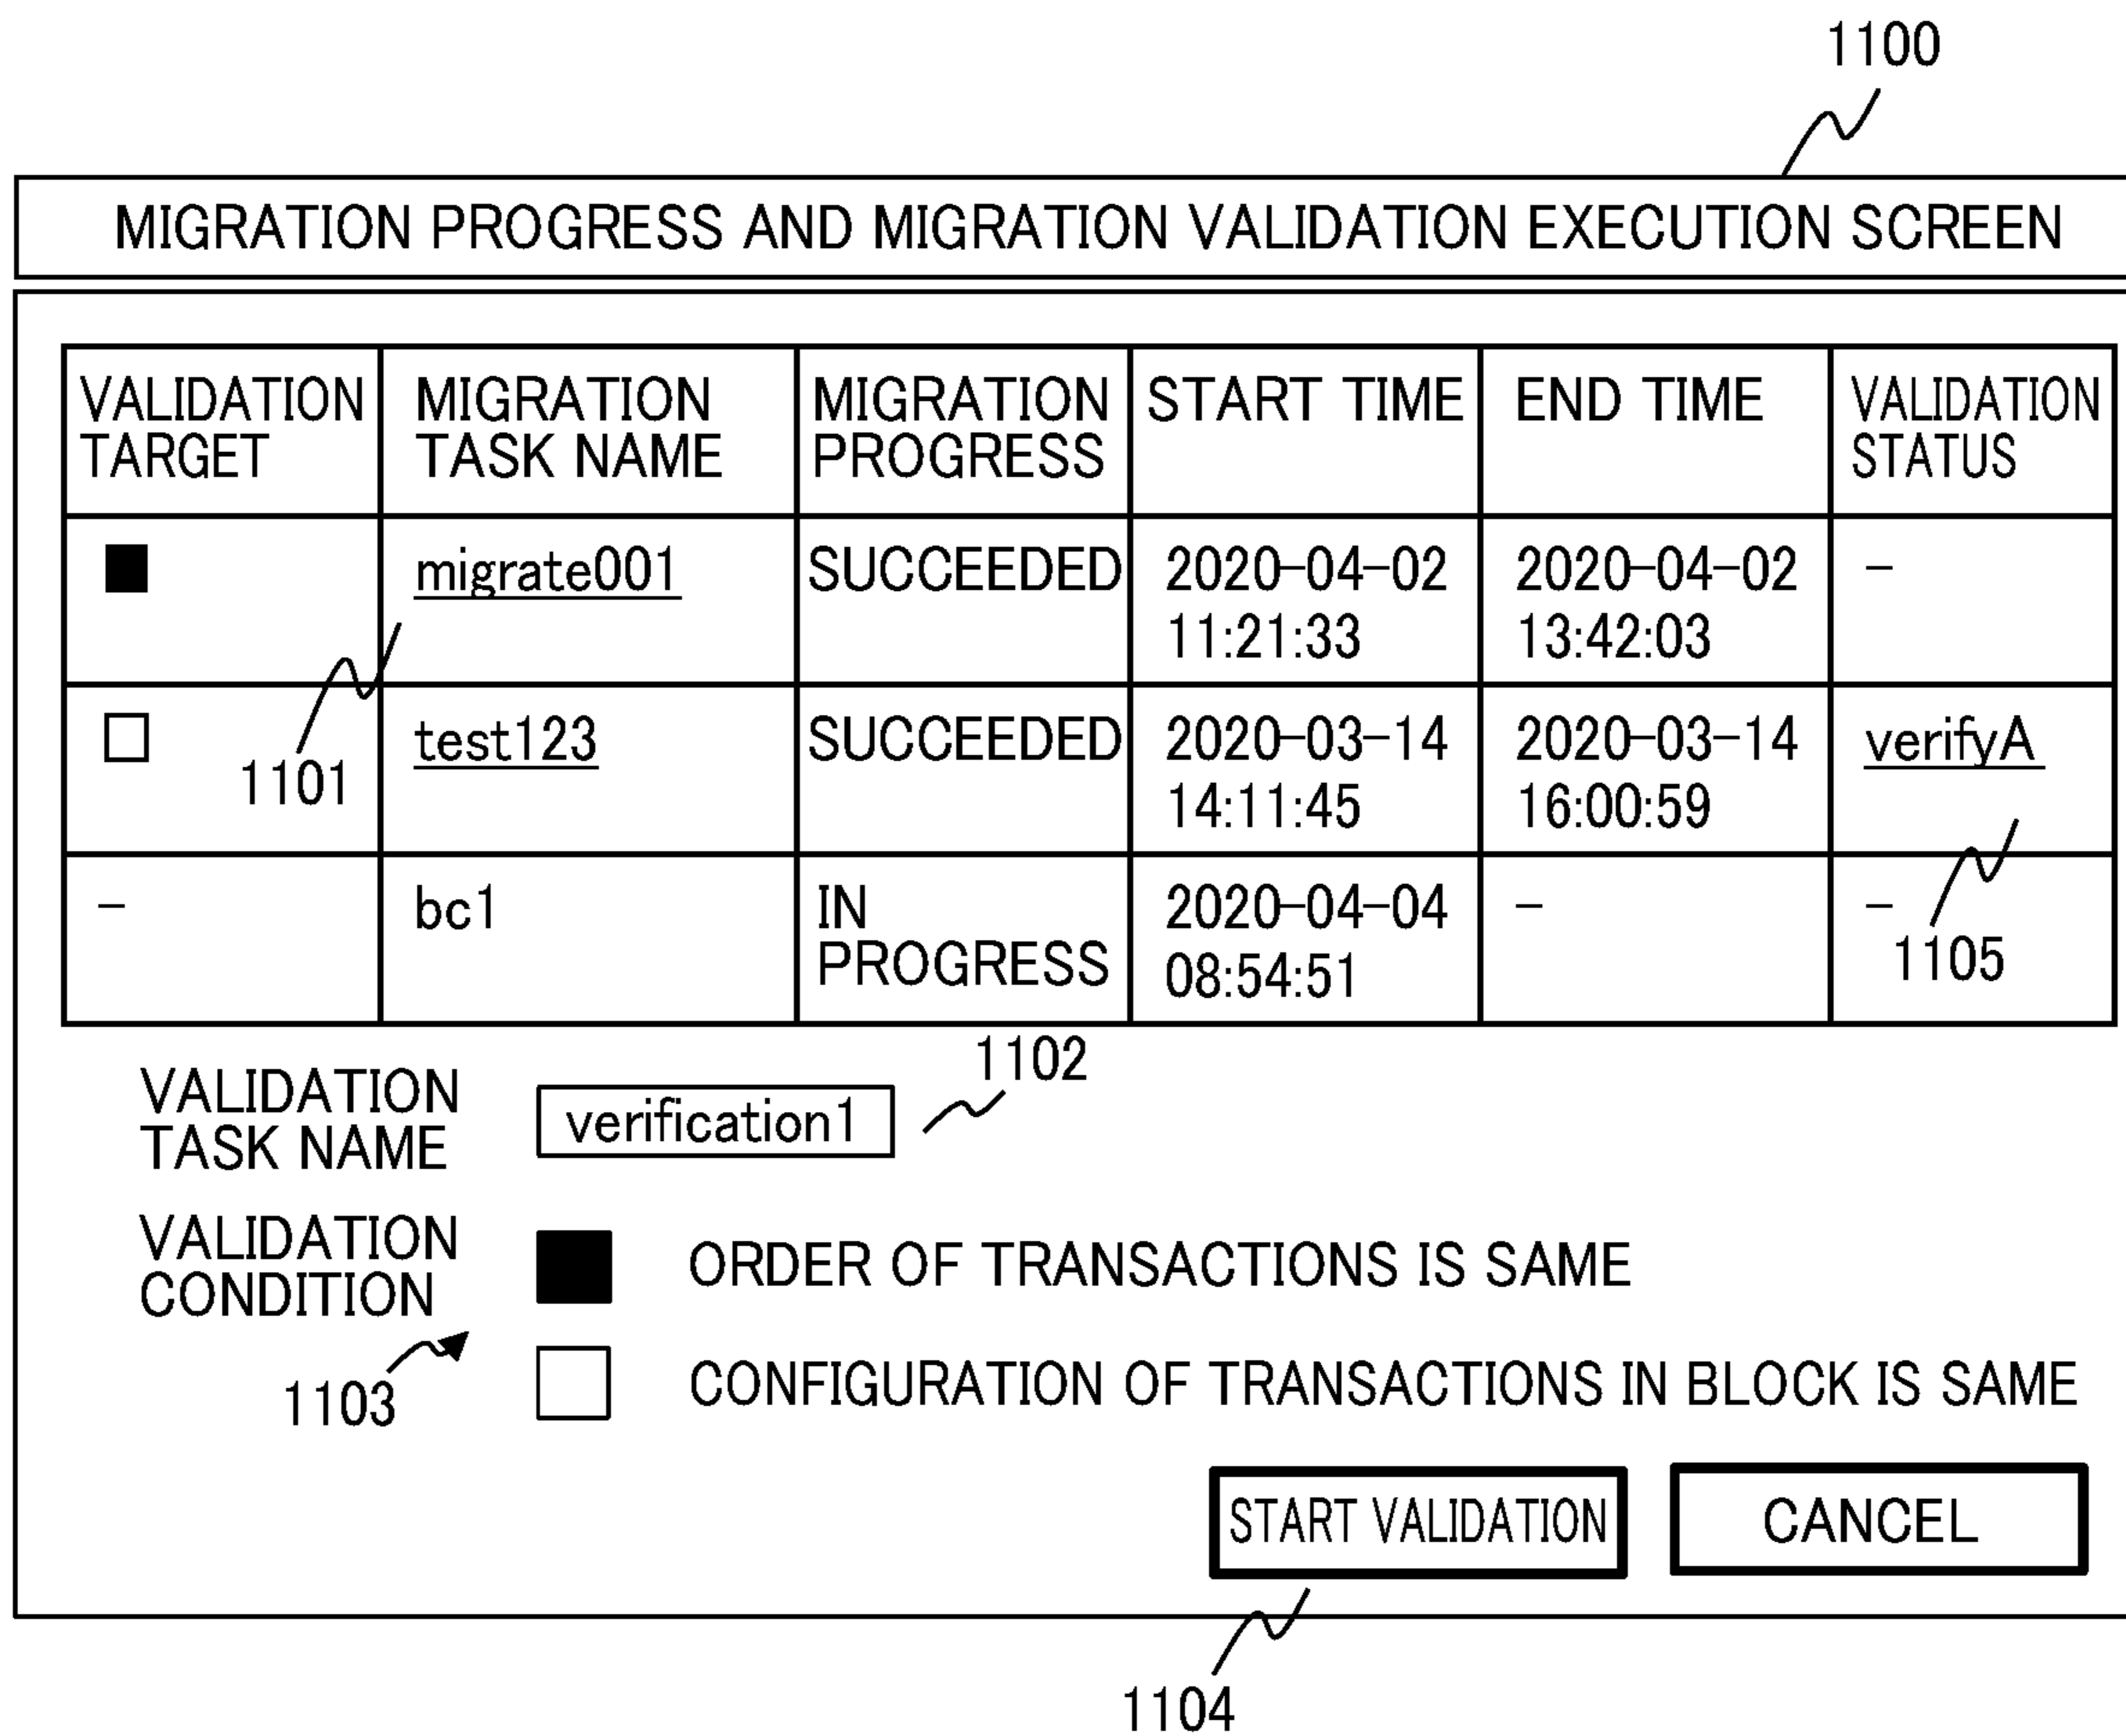 1100
MIGRATION PROGRESS AND MIGRATION VALIDATION EXECUTION SCREEN
VALIDATION
TARGET
MIGRATION
TASK NAME
MIGRATION
PROGRESS
START TIME
END TIME
VALIDATION
STATUS
migrate001
SUCCEEDED
2020-04-02
11:21:33
2020-04-02
13:42:03
-
1101
test123
SUCCEEDED
2020-03-14
14:11:45
2020-03-14
16:00:59
verifyA
-
bc1
IN
PROGRESS
2020-04-04
08:54:51
-
-
1105
1102
VALIDATION
TASK NAME
verification1
VALIDATION
CONDITION
1103
ORDER OF TRANSACTIONS IS SAME
CONFIGURATION OF TRANSACTIONS IN BLOCK IS SAME
START VALIDATION
CANCEL
1104